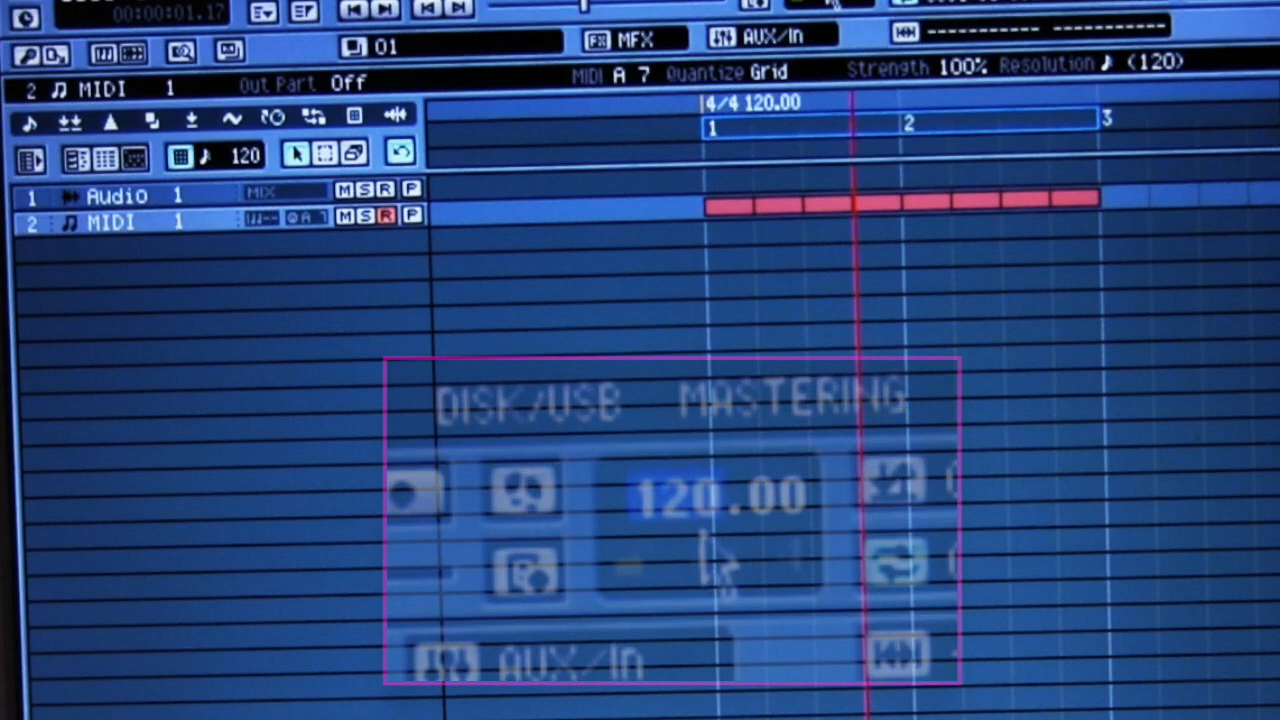 00:00:01.17
01 MFX AUX/In ----------- -----------
2 MIDI 1 Out Part Off MIDI A 7 Quantize Grid Strength 100% Resolution (120)
4/4 120.00
1 2 3
120
1 Audio 1 MIX M S R P
2 MIDI 1 A 7 M S R P
DISK/USB MASTERING
120.00
AUX/In